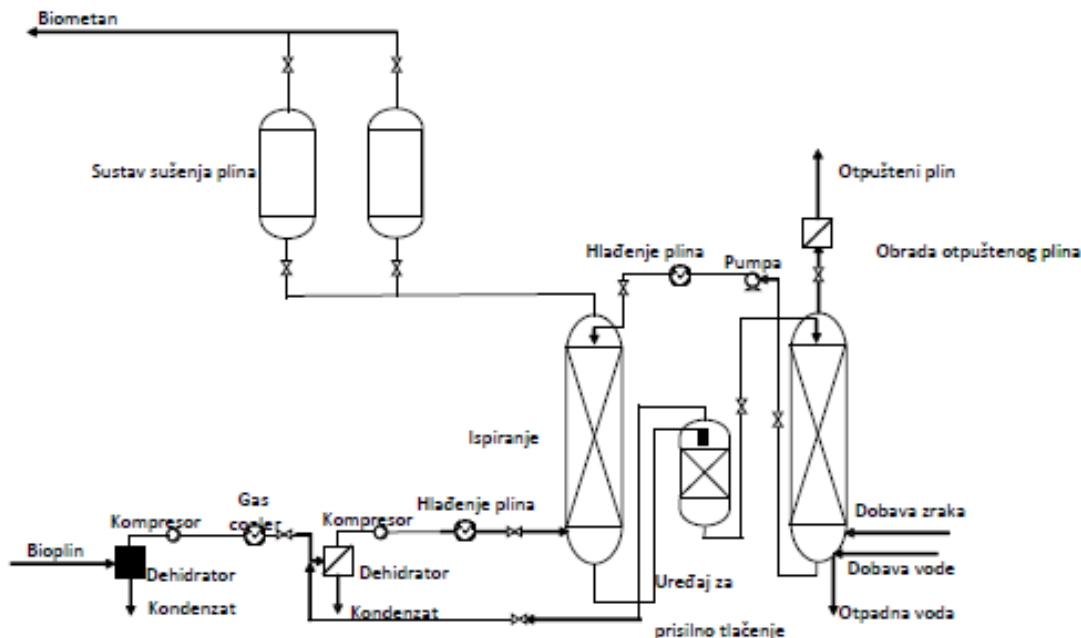 Biometan
Sustav sušenja plina
Otpušteni plin
Hlađenje plina
Pumpa
Obrada otpuštenog plina
Ispiranje
Gas
cooler
Hlađenje plina
Kompresor
Kompresor
Dobava zraka
Bioplin
Dehidrator
Dehidrator
Uređaj za
Dobava vode
Kondenzat
Kondenzat
Otpadna voda
prisilno tlačenje